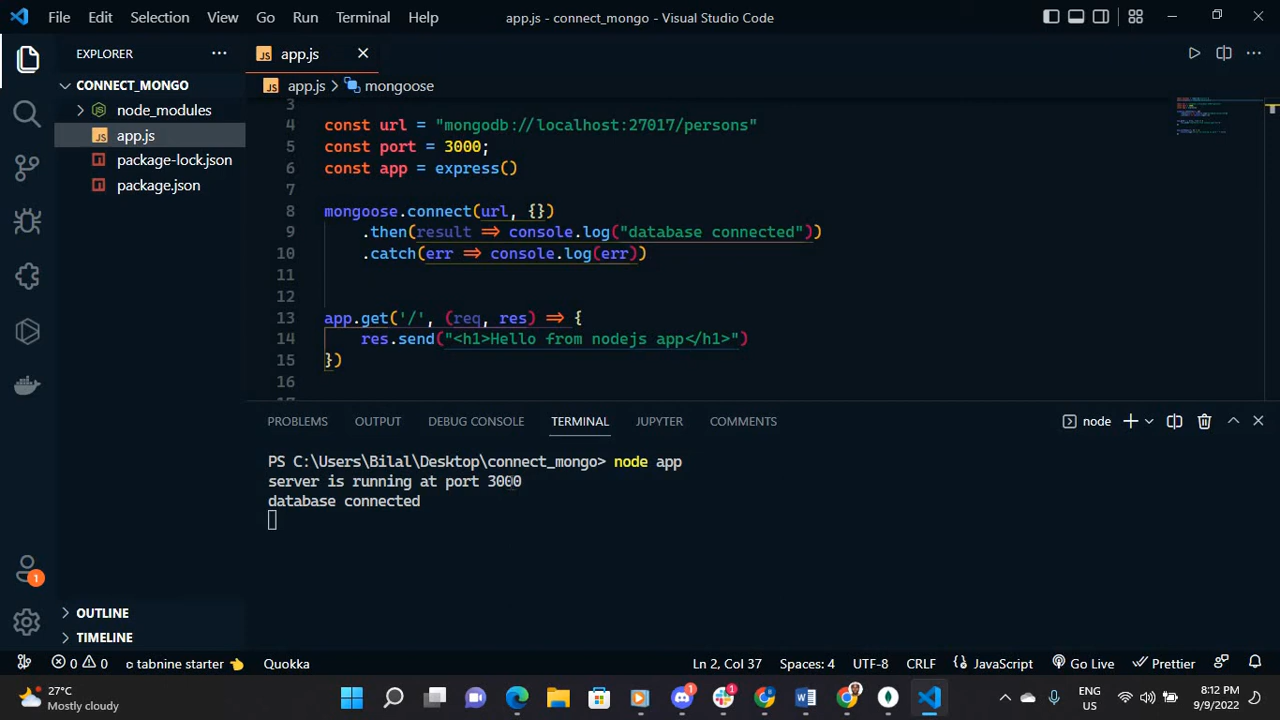 File Edit Selection View Go Run Terminal Help app.js - connect_mongo - Visual Studio Code
EXPLORER
CONNECT_MONGO
node_modules
JS app.js
package-lock.json
package.json
OUTLINE
TIMELINE
JS app.js
JS app.js > mongoose
3
4 const url = "mongodb://localhost:27017/persons"
5 const port = 3000;
6 const app = express()
7
8 mongoose.connect(url, {})
9 .then(result => console.log("database connected"))
10 .catch(err => console.log(err))
11
12
13 app.get('/', (req, res) => {
14 res.send("<h1>Hello from nodejs app</h1>")
15 })
16
17
PROBLEMS OUTPUT DEBUG CONSOLE TERMINAL JUPYTER COMMENTS node
PS C:\Users\Bilal\Desktop\connect_mongo> node app
server is running at port 3000
database connected
1
0 0 tabnine starter Quokka Ln 2, Col 37 Spaces: 4 UTF-8 CRLF JavaScript Go Live Prettier
27°C
Mostly cloudy
1
1
ENG
US
8:12 PM
9/9/2022